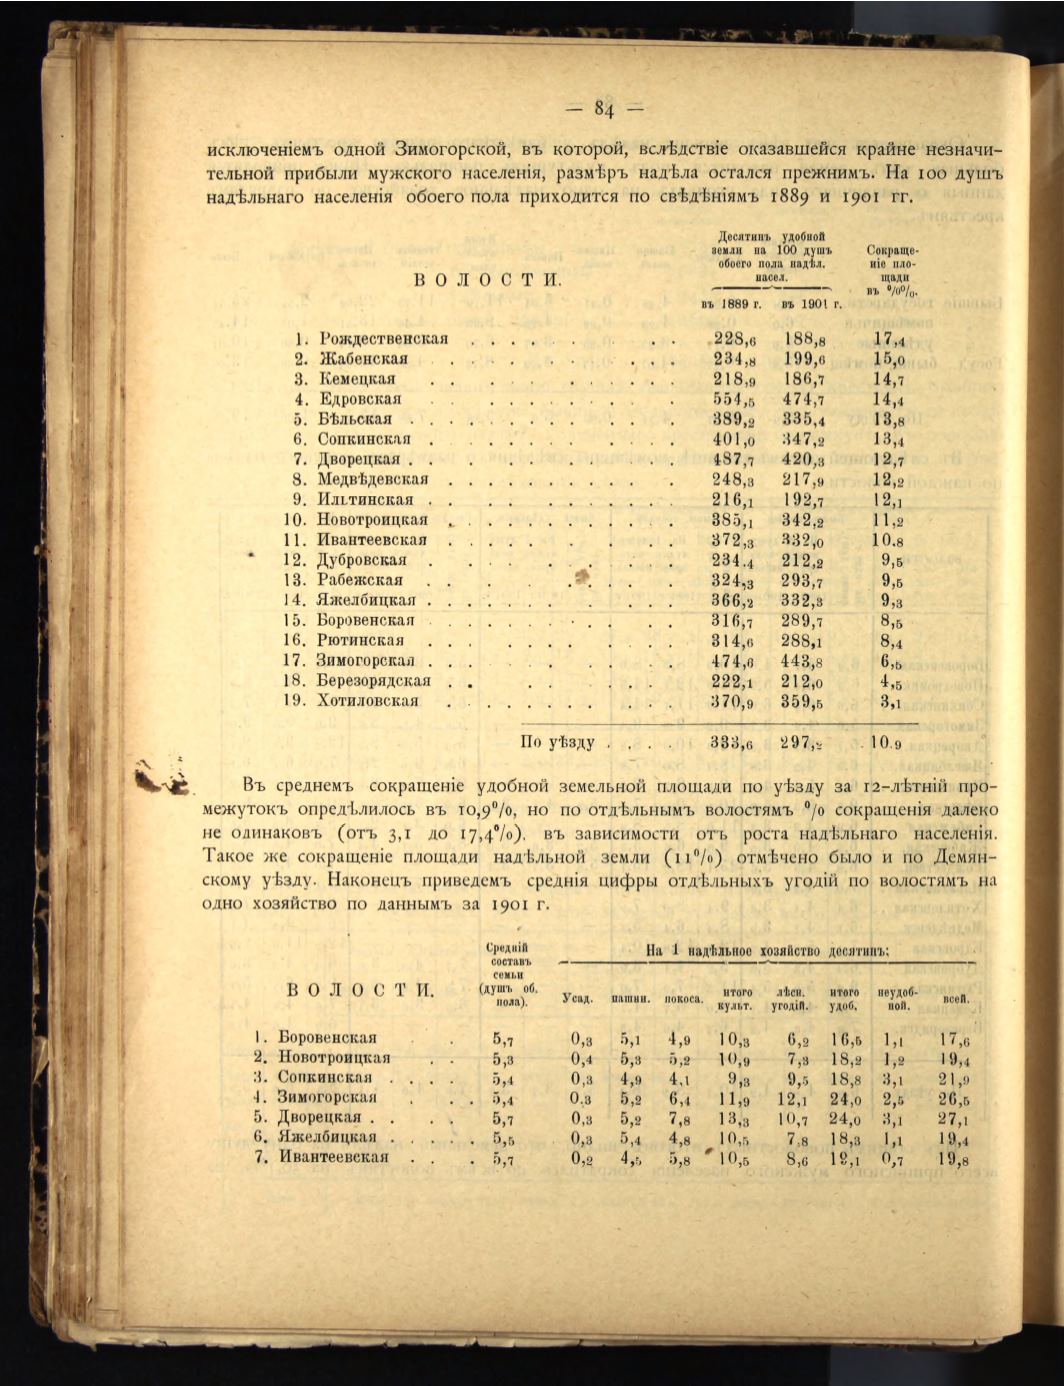 — 84 —
исключеніемъ одной Зимогорской, въ которой, вслѣдствіе оказавшейся крайне незначи-
тельной прибыли мужского населенія, размѣръ надѣла остался прежнимъ. На 100 душъ
надѣльнаго населенія обоего пола приходится по свѣдѣніямъ 1889 и 1901 гг.
ВОЛОСТИ.
Десятинъ удобной
земли на 100 душъ
обоего пола надѣл.
насел.
въ 1889 г. въ 1901 г.
Сокраще-
ніе пло-
щади
въ %%.
1. Рождественская 228,6 188,8 17,4
2. Жабенская 234,8 199,6 15,0
3. Кемецкая 218,9 186,7 14,7
4. Едровская 554,5 474,7 14,4
5. Бѣльская 389,2 335,4 13,8
6. Сопкинская 401,0 347,2 13,4
7. Дворецкая 487,7 420,3 12,7
8. Медвѣдевская 248,3 217,9 12,2
9. Ильтинская 216,1 192,7 12,1
10. Новотроицкая 385,1 342,2 11,2
11. Ивантеевская 372,3 332,0 10.8
12. Дубровская 234.4 212,2 9,5
13. Рабежская 324,3 293,7 9,5
14. Яжелбицкая 366,2 332,3 9,3
15. Боровенская 316,7 289,7 8,5
16. Рютинская 314,6 288,1 8,4
17. Зимогорская 474,6 443,8 6,5
18. Березорядская 222,1 212,0 4,5
19. Хотиловская 370,9 359,5 3,1
По уѣзду 333,6 297,2 10.9
Въ среднемъ сокращеніе удобной земельной площади по уѣзду за 12-лѣтній про-
межутокъ опредѣлилось въ 10,9%, но по отдѣльнымъ волостямъ % сокращенія далеко
не одинаковъ (отъ 3,1 до 17,4%), въ зависимости отъ роста надѣльнаго населенія.
Такое же сокращеніе площади надѣльной земли (11%) отмѣчено было и по Демян-
скому уѣзду. Наконецъ приведемъ среднія цифры отдѣльныхъ угодій по волостямъ на
одно хозяйство по даннымъ за 1901 г.
ВОЛОСТИ.
Средній
составъ
семьи
(душъ об.
пола).
На 1 надѣльное хозяйство десятинъ:
Усад. пашни. покоса. итого культ. лѣсн. угодій. итого удоб. неудоб-ной. всей.
1. Боровенская 5,7 0,3 5,1 4,9 10,3 6,2 16,5 1,1 17,6
2. Новотроицкая 5,3 0,4 5,3 5,2 10,9 7,3 18,2 1,2 19,4
3. Сопкинская 5,4 0,3 4,9 4,1 9,3 9,5 18,8 3,1 21,9
4. Зимогорская 5,4 0,3 5,2 6,4 11,9 12,1 24,0 2,5 26,5
5. Дворецкая 5,7 0,3 5,2 7,8 13,3 10,7 24,0 3,1 27,1
6. Яжелбицкая 5,5 0,3 5,4 4,8 10,5 7,8 18,3 1,1 19,4
7. Ивантеевская 5,7 0,2 4,5 5,8 10,5 8,6 19,1 0,7 19,8